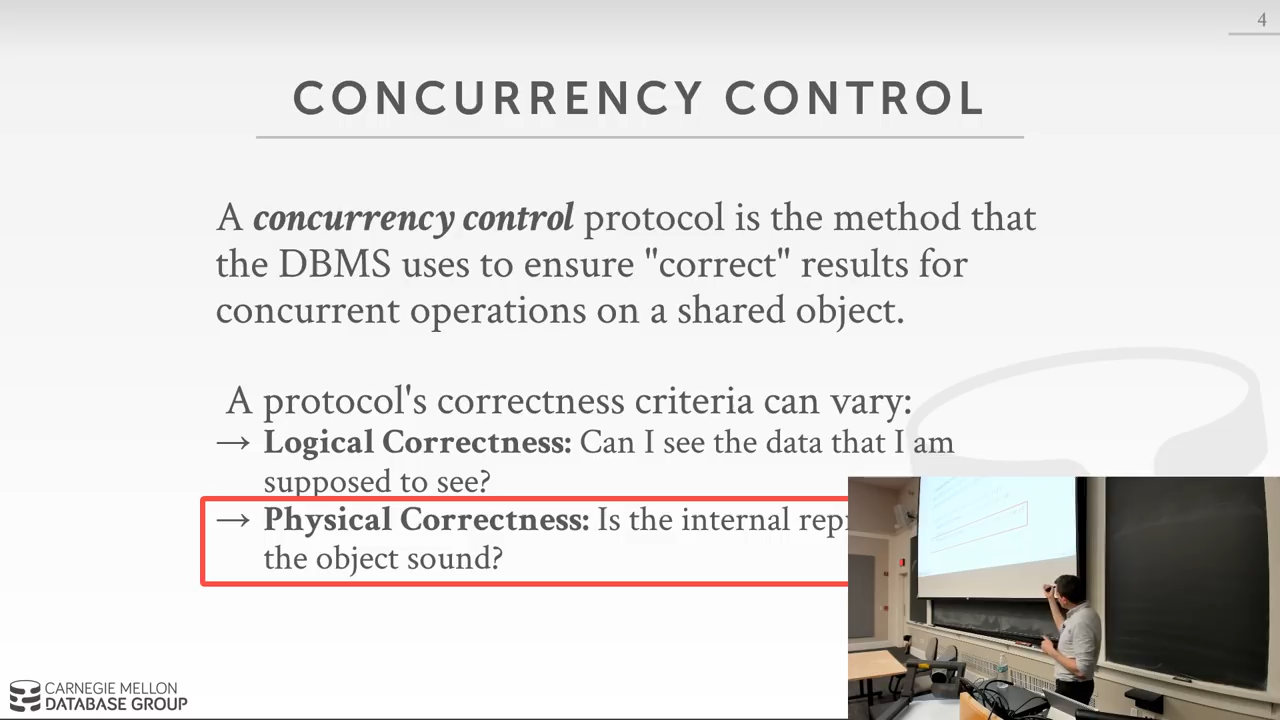 4
CONCURRENCY CONTROL
A concurrency control protocol is the method that
the DBMS uses to ensure "correct" results for
concurrent operations on a shared object.
A protocol's correctness criteria can vary:
→ Logical Correctness: Can I see the data that I am
supposed to see?
→ Physical Correctness: Is the internal
the object sound?
CARNEGIE MELLON
DATABASE GROUP